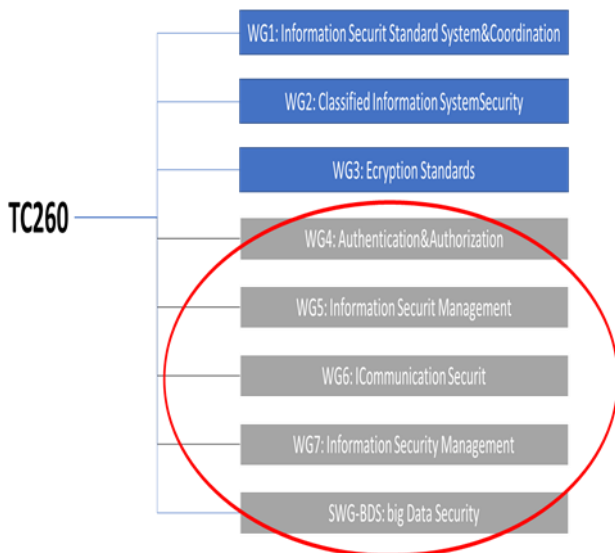 WG1: Information Securit Standard System&Coordination
WG2: Classified Information SystemSecurity
WG3: Ecryption Standards
TC260
WG4: Authentication&Authorization
WG5: Information Securit Management
WG6: ICommunication Securit
WG7: Information Security Management
SWG-BDS: big Data Security